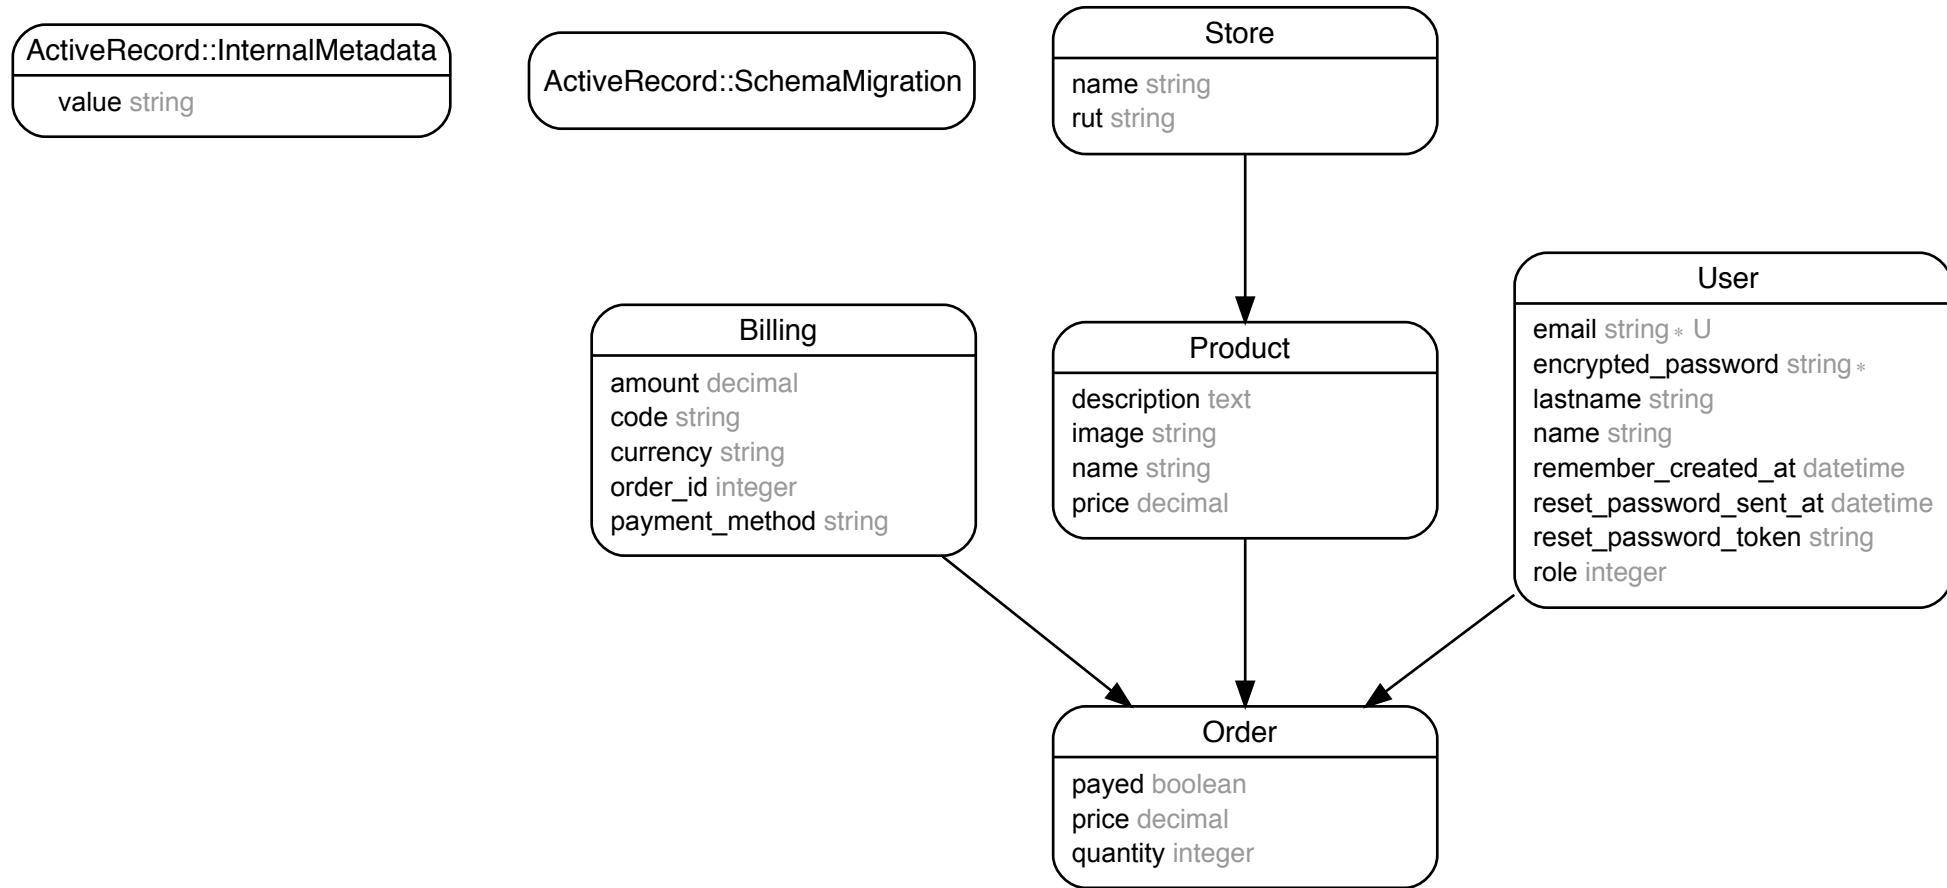 ActiveRecord::InternalMetadata
value string
ActiveRecord::SchemaMigration
Store
name string
rut string
Billing
amount decimal
code string
currency string
order_id integer
payment_method string
Product
description text
image string
name string
price decimal
User
email string∗ U
encrypted_password string∗
lastname string
name string
remember_created_at datetime
reset_password_sent_at datetime
reset_password_token string
role integer
Order
payed boolean
price decimal
quantity integer